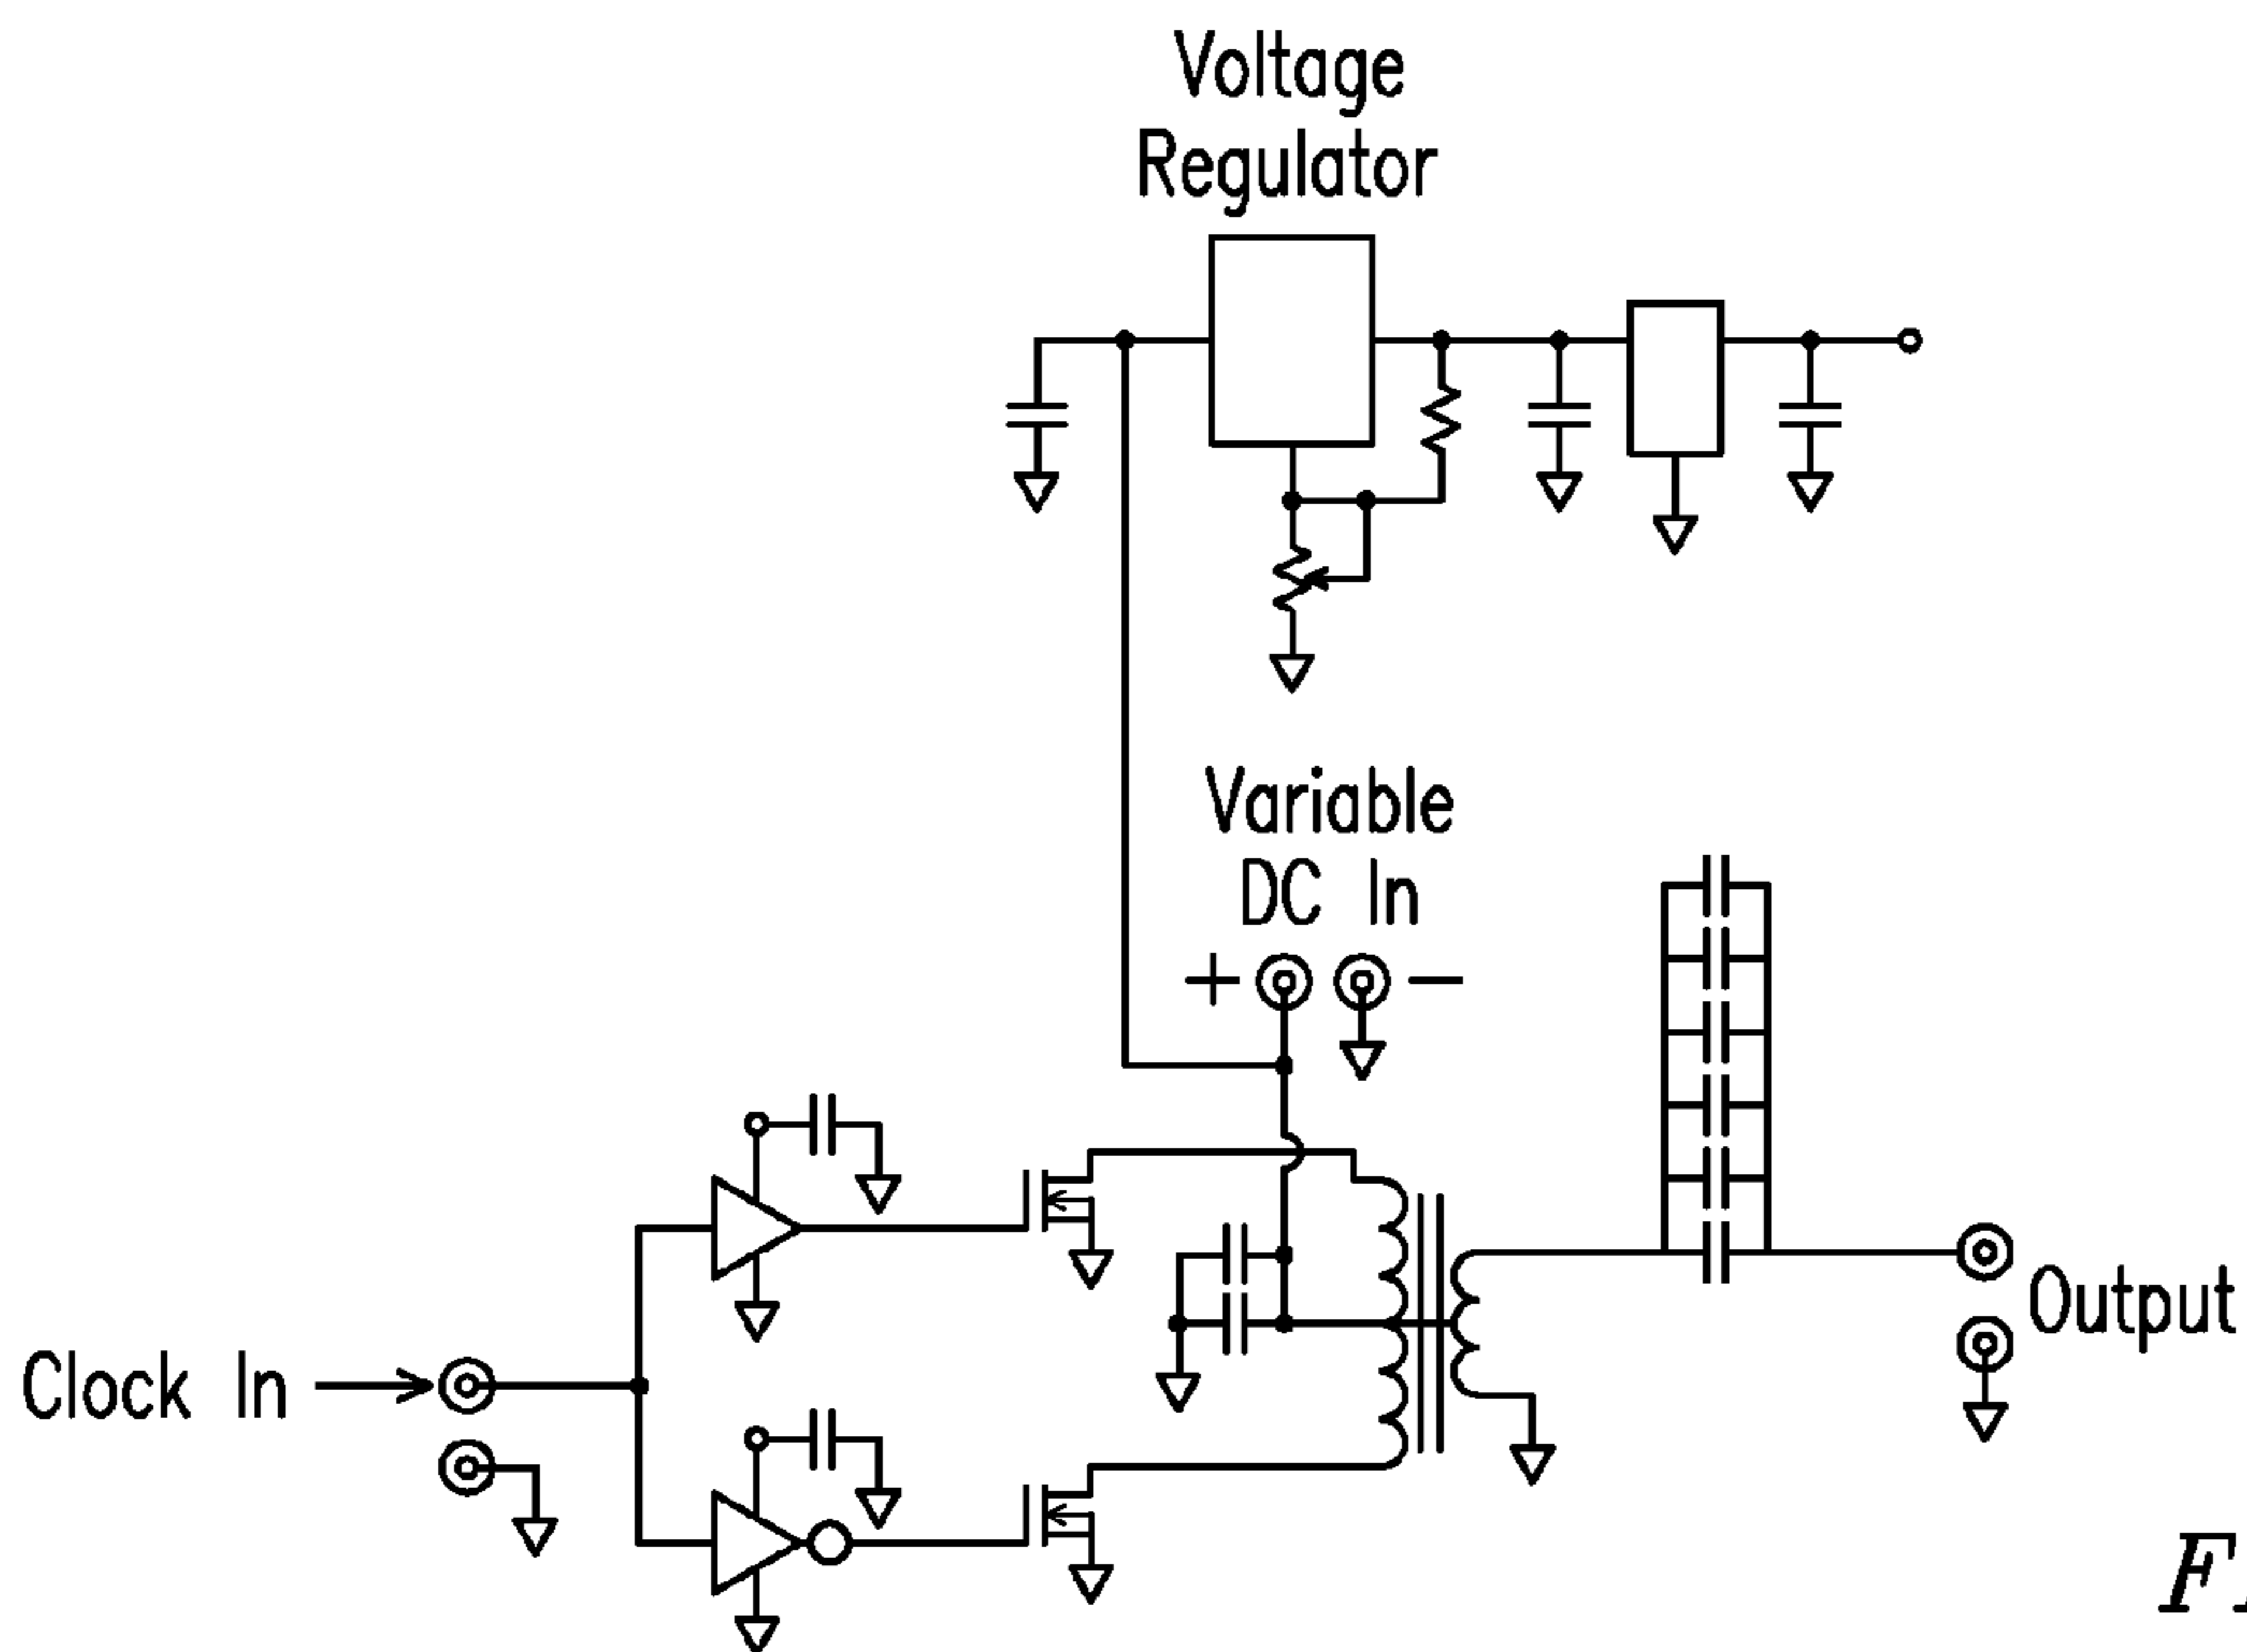 Voltage
Regulator
Variable
DC In
+ −
Clock In
Output